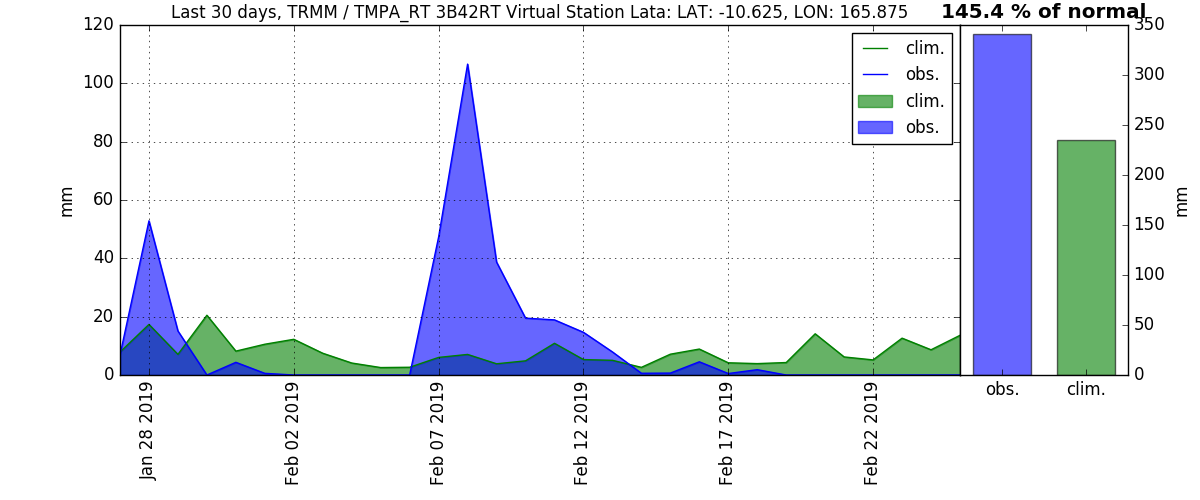 Last 30 days, TRMM / TMPA_RT 3B42RT Virtual Station Lata: LAT: -10.625, LON: 165.875
145.4 % of normal
120
100
80
60
40
20
0
mm
clim.
obs.
clim.
obs.
Jan 28 2019
Feb 02 2019
Feb 07 2019
Feb 12 2019
Feb 17 2019
Feb 22 2019
350
300
250
200
150
100
50
0
mm
obs.
clim.